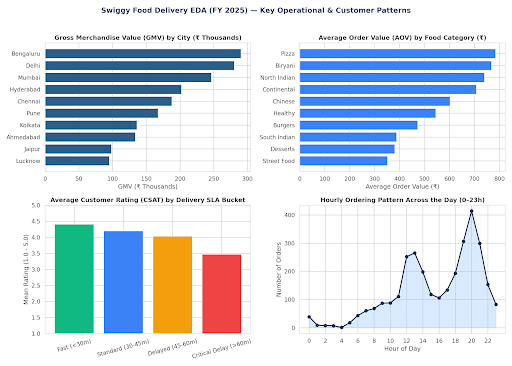 Swiggy Food Delivery EDA (FY 2025) — Key Operational & Customer Patterns
Gross Merchandise Value (GMV) by City (₹ Thousands)
Bengaluru
Delhi
Mumbai
Hyderabad
Chennai
Pune
Kolkata
Ahmedabad
Jaipur
Lucknow
0 50 100 150 200 250 300
GMV (₹ Thousands)
Average Order Value (AOV) by Food Category (₹)
Pizza
Biryani
North Indian
Continental
Chinese
Healthy
Burgers
South Indian
Desserts
Street Food
0 100 200 300 400 500 600 700 800
Average Order Value (₹)
Average Customer Rating (CSAT) by Delivery SLA Bucket
Mean Rating (1.0 - 5.0)
5.0
4.5
4.0
3.5
3.0
2.5
2.0
1.5
1.0
Fast (<30m) Standard (30-45m) Delayed (45-60m) Critical Delay (>60m)
Hourly Ordering Pattern Across the Day (0-23h)
Number of Orders
400
300
200
100
0
0 2 4 6 8 10 12 14 16 18 20 22
Hour of Day